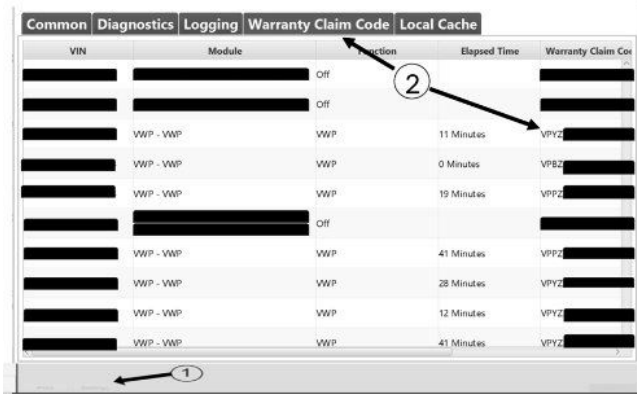 Common Diagnostics Logging Warranty Claim Code Local Cache
VIN Module Function Elapsed Time Warranty Claim Co
Off
2
Off
VWP - VWP VWP 11 Minutes VPYZ
VWP - VWP VWP 0 Minutes VPBZ
VWP - VWP VWP 19 Minutes VPPZ
Off
VWP - VWP VWP 41 Minutes VPPZ
VWP - VWP VWP 28 Minutes VPYZ
VWP - VWP VWP 12 Minutes VPYZ
VWP - VWP VWP 41 Minutes VPYZ
1